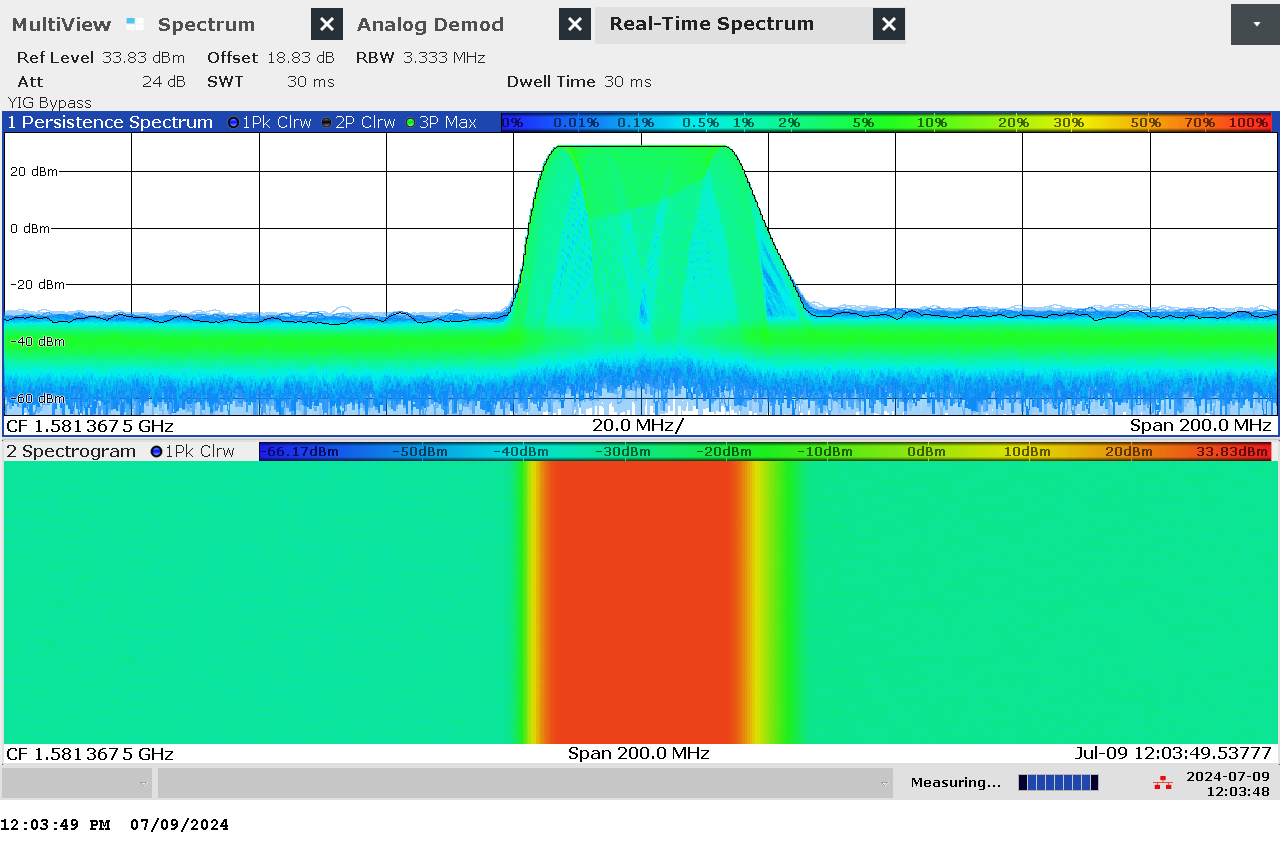 MultiView Spectrum Analog Demod Real-Time Spectrum
Ref Level 33.83 dBm Offset 18.83 dB RBW 3.333 MHz
Att 24 dB SWT 30 ms Dwell Time 30 ms
YIG Bypass
1 Persistence Spectrum 1Pk Clrw 2P Clrw 3P Max 0% 0.01% 0.1% 0.5% 1% 2% 5% 10% 20% 30% 50% 70% 100%
20 dBm
0 dBm
-20 dBm
-40 dBm
-60 dBm
CF 1.5813675 GHz 20.0 MHz/ Span 200.0 MHz
2 Spectrogram 1Pk Clrw -66.17dBm -50dBm -40dBm -30dBm -20dBm -10dBm 0dBm 10dBm 20dBm 33.83dBm
CF 1.5813675 GHz Span 200.0 MHz Jul-09 12:03:49.53777
Measuring... 2024-07-09
12:03:48
12:03:49 PM 07/09/2024